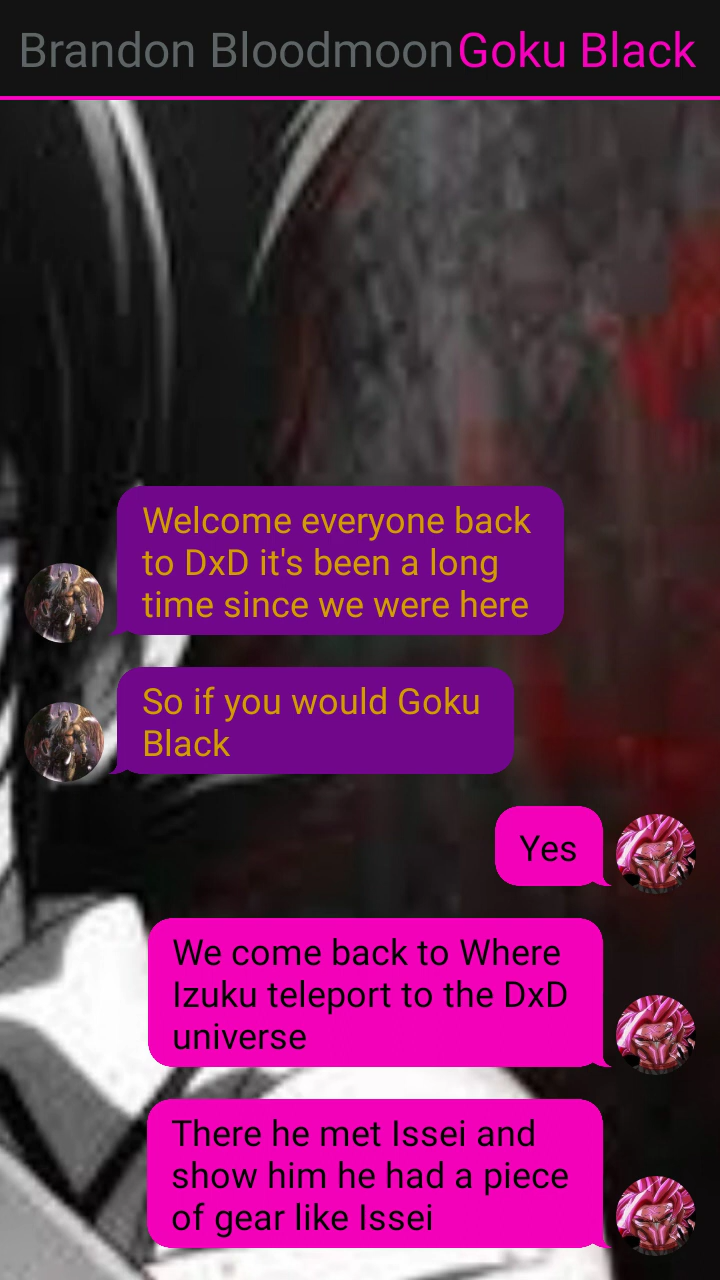 Brandon Bloodmoon Goku Black
Welcome everyone back
to DxD it's been a long
time since we were here
So if you would Goku
Black
Yes
We come back to Where
Izuku teleport to the DxD
universe
There he met Issei and
show him he had a piece
of gear like Issei